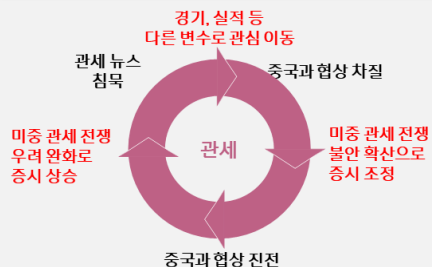 경기, 실적 등
다른 변수로 관심 이동
관세 뉴스
침묵
중국과 협상 차질
미중 관세 전쟁
우려 완화로
증시 상승
관세
미중 관세 전쟁
불안 확산으로
증시 조정
중국과 협상 진전